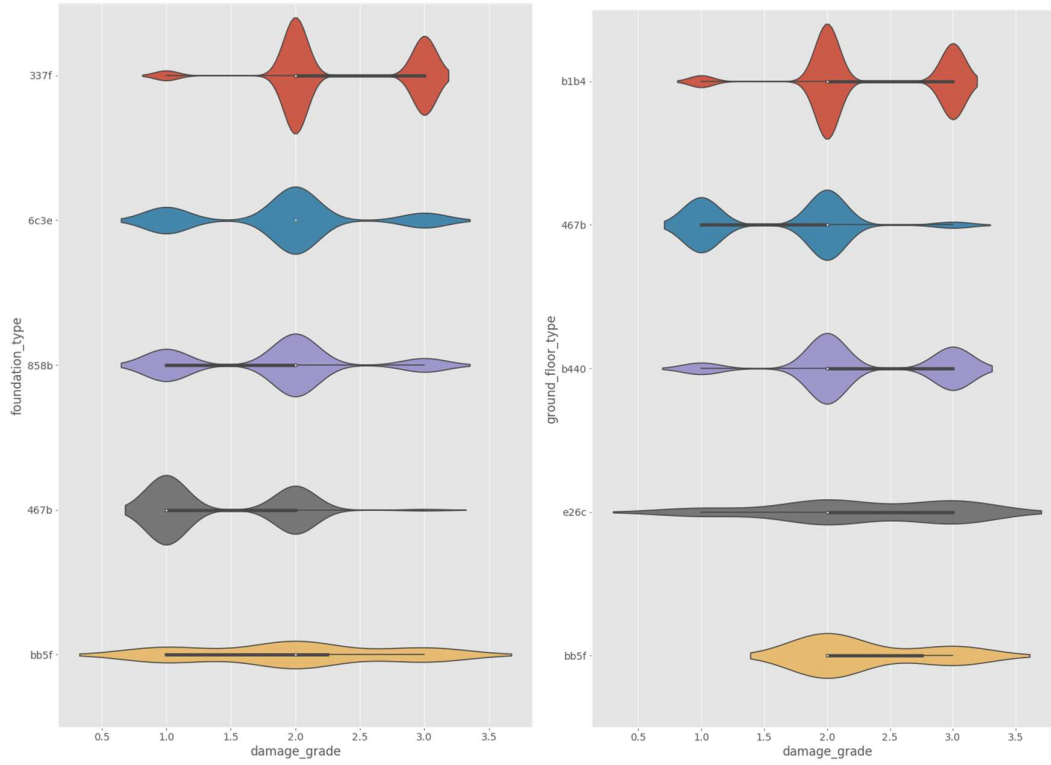 337f
6c3e
858b
467b
bb5f
foundation_type
0.5 1.0 1.5 2.0 2.5 3.0 3.5
damage_grade
b1b4
467b
b440
e26c
bb5f
ground_floor_type
0.5 1.0 1.5 2.0 2.5 3.0 3.5
damage_grade